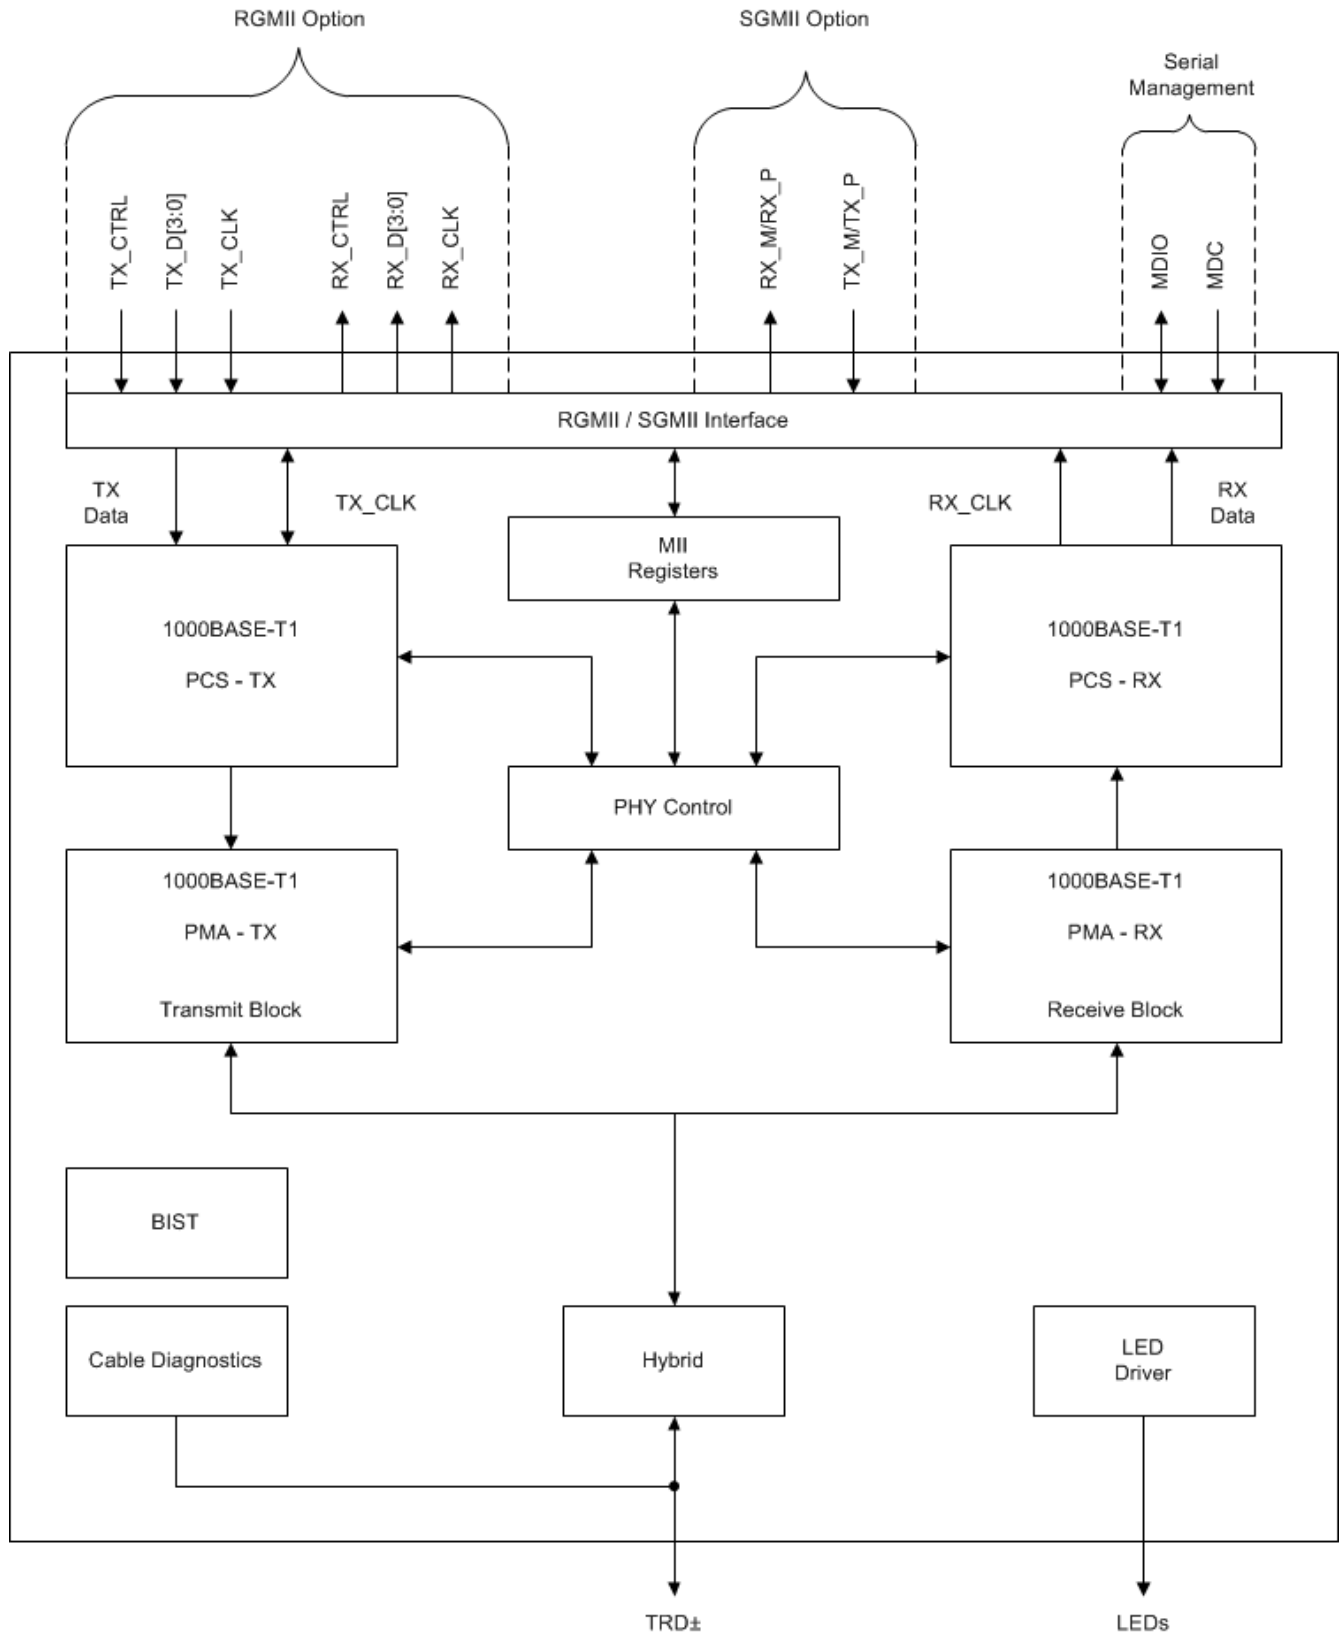 RGMII Option
SGMII Option
Serial
Management
TX_CTRL
TX_D[3:0]
TX_CLK
RX_CTRL
RX_D[3:0]
RX_CLK
RX_M/RX_P
TX_M/TX_P
MDIO
MDC
RGMII / SGMII Interface
TX
Data
TX_CLK
MII
Registers
RX_CLK
RX
Data
1000BASE-T1
PCS - TX
1000BASE-T1
PCS - RX
PHY Control
1000BASE-T1
PMA - TX
Transmit Block
1000BASE-T1
PMA - RX
Receive Block
BIST
Cable Diagnostics
Hybrid
LED
Driver
TRD±
LEDs